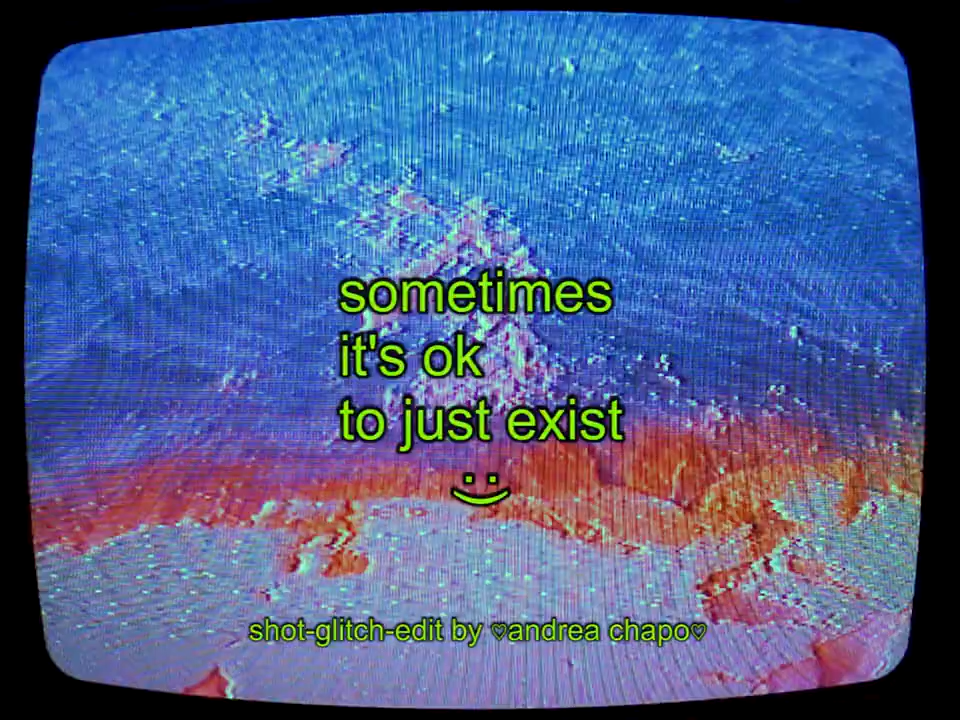 sometimes
it's ok
to just exist
:)
shot-glitch-edit by ♡andrea chapo♡